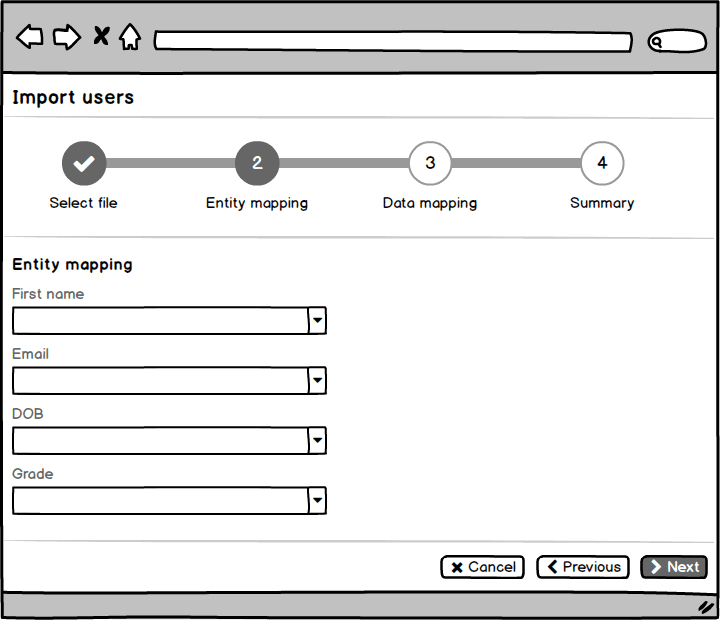 Import users
2 3 4
Select file Entity mapping Data mapping Summary
Entity mapping
First name
Email
DOB
Grade
Cancel Previous Next